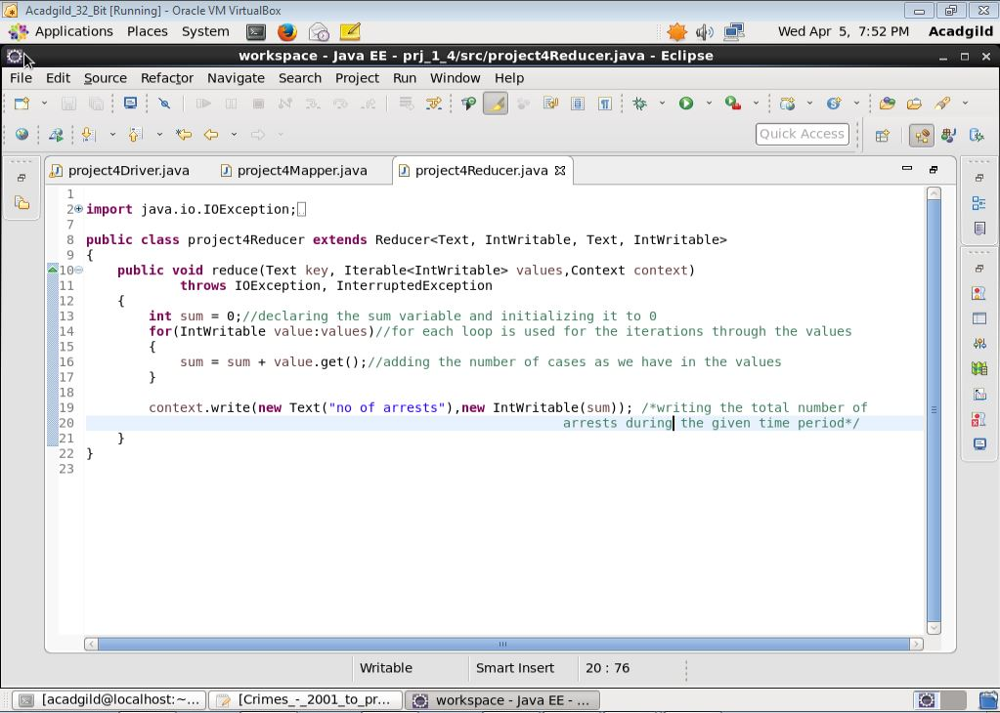 Acadgild_32_Bit [Running] - Oracle VM VirtualBox
Applications Places System Wed Apr 5, 7:52 PM Acadgild
workspace - Java EE - prj_1_4/src/project4Reducer.java - Eclipse
File Edit Source Refactor Navigate Search Project Run Window Help
Quick Access
project4Driver.java project4Mapper.java project4Reducer.java
1
2 import java.io.IOException;
7
8 public class project4Reducer extends Reducer<Text, IntWritable, Text, IntWritable>
9 {
10 public void reduce(Text key, Iterable<IntWritable> values,Context context)
11 throws IOException, InterruptedException
12 {
13 int sum = 0;//declaring the sum variable and initializing it to 0
14 for(IntWritable value:values)//for each loop is used for the iterations through the values
15 {
16 sum = sum + value.get();//adding the number of cases as we have in the values
17 }
18
19 context.write(new Text("no of arrests"),new IntWritable(sum)); /*writing the total number of
20 arrests during the given time period*/
21 }
22 }
23
Writable Smart Insert 20 : 76
[acadgild@localhost:~... [Crimes_-_2001_to_pr... workspace - Java EE - ...